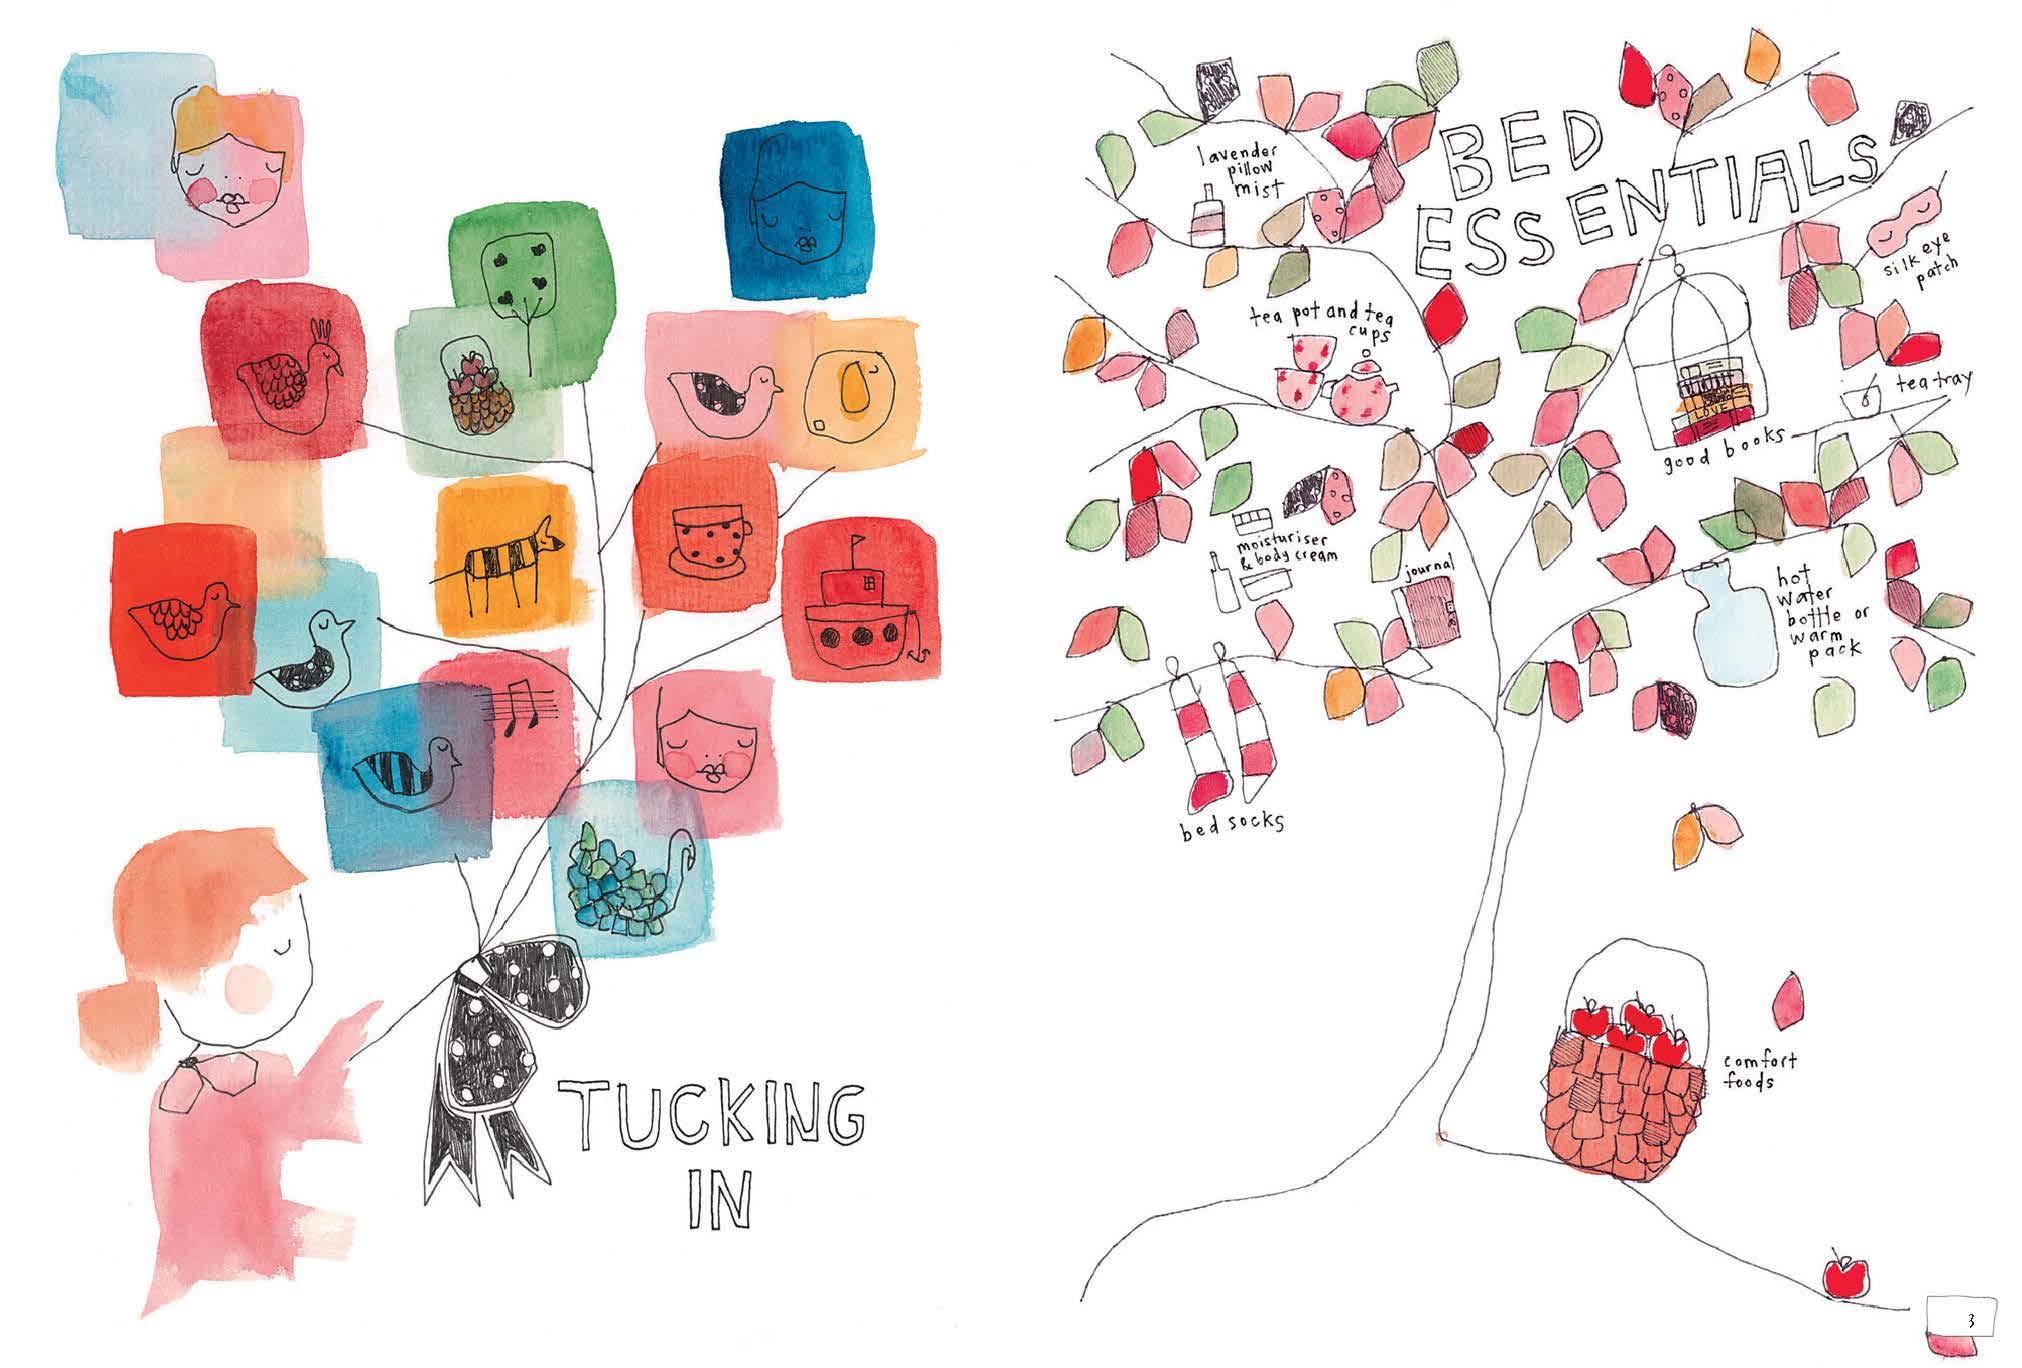 TUCKING
IN
BED
ESSENTIALS
lavender
pillow
mist
silk eye
patch
tea pot and tea
cups
tea tray
LOVE
good books
moisturiser
& body cream
journal
hot
water
bottle or
warm
pack
bed socks
comfort
foods
3